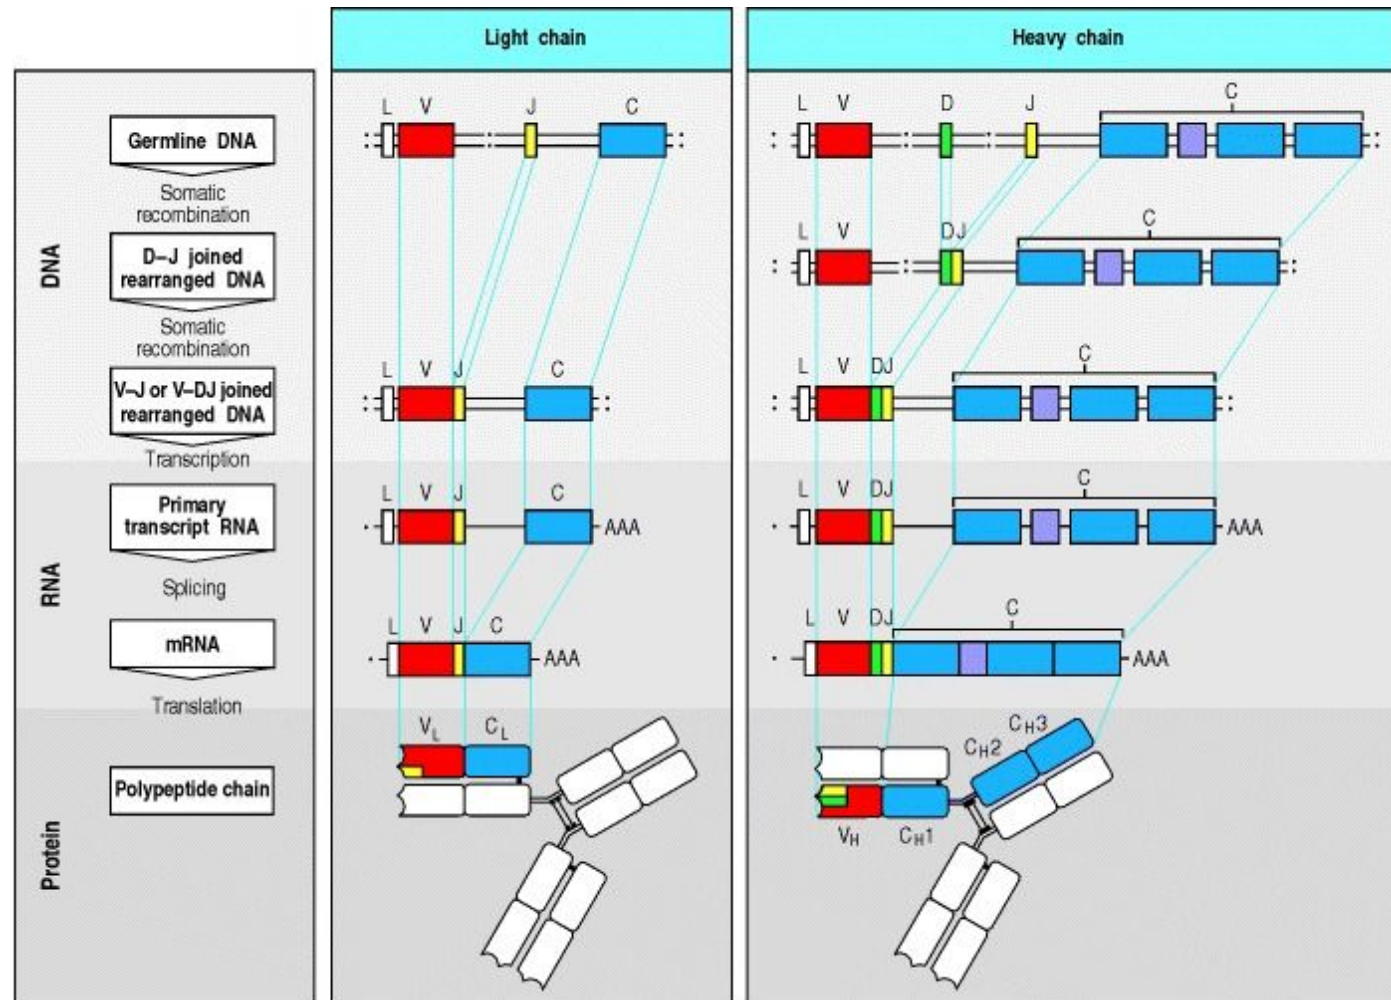 Light chain
Heavy chain
DNA
Germline DNA
Somatic
recombination
D–J joined
rearranged DNA
Somatic
recombination
V–J or V–DJ joined
rearranged DNA
Transcription
RNA
Primary
transcript RNA
Splicing
mRNA
Translation
Protein
Polypeptide chain
L V J C
L V J C
L V J C
AAA
L V J C
AAA
VL CL
L V D J C
L V DJ C
L V DJ C
L V DJ C
AAA
L V DJ C
AAA
CH2 CH3
VH CH1